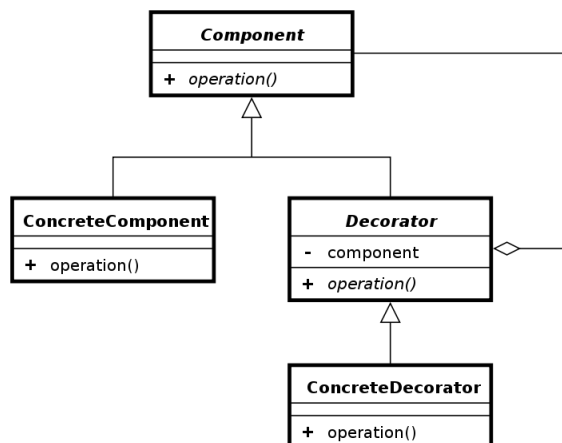 Component
+ operation()
ConcreteComponent
+ operation()
Decorator
- component
+ operation()
ConcreteDecorator
+ operation()